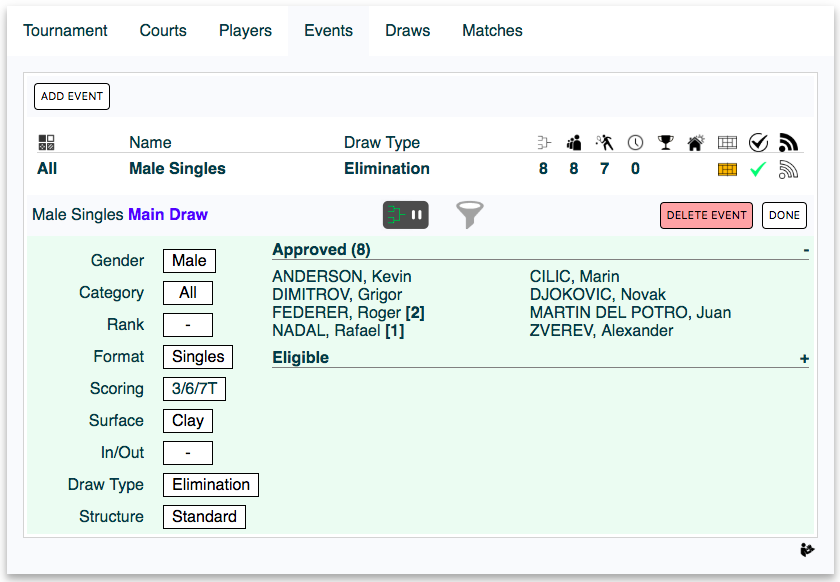 Tournament Courts Players Events Draws Matches
ADD EVENT
Name Draw Type
All Male Singles Elimination 8 8 7 0
Male Singles Main Draw DELETE EVENT DONE
Approved (8) -
Gender Male
ANDERSON, Kevin CILIC, Marin
Category All
DIMITROV, Grigor DJOKOVIC, Novak
FEDERER, Roger [2] MARTIN DEL POTRO, Juan
Rank -
NADAL, Rafael [1] ZVEREV, Alexander
Format Singles
Eligible +
Scoring 3/6/7T
Surface Clay
In/Out -
Draw Type Elimination
Structure Standard